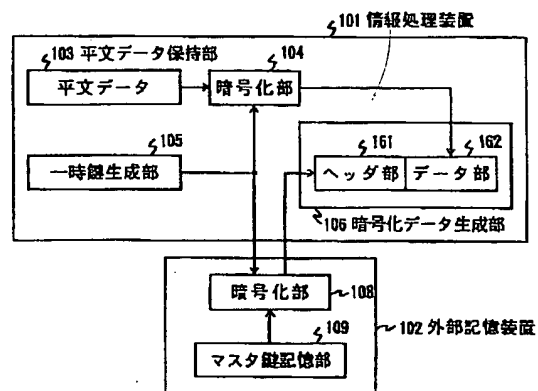 101 情報処理装置
103 平文データ保持部
104
平文データ
暗号化部
105
161
162
一時鍵生成部
ヘッダ部
データ部
106 暗号化データ生成部
暗号化部
108
102 外部記憶装置
109
マスタ鍵記憶部